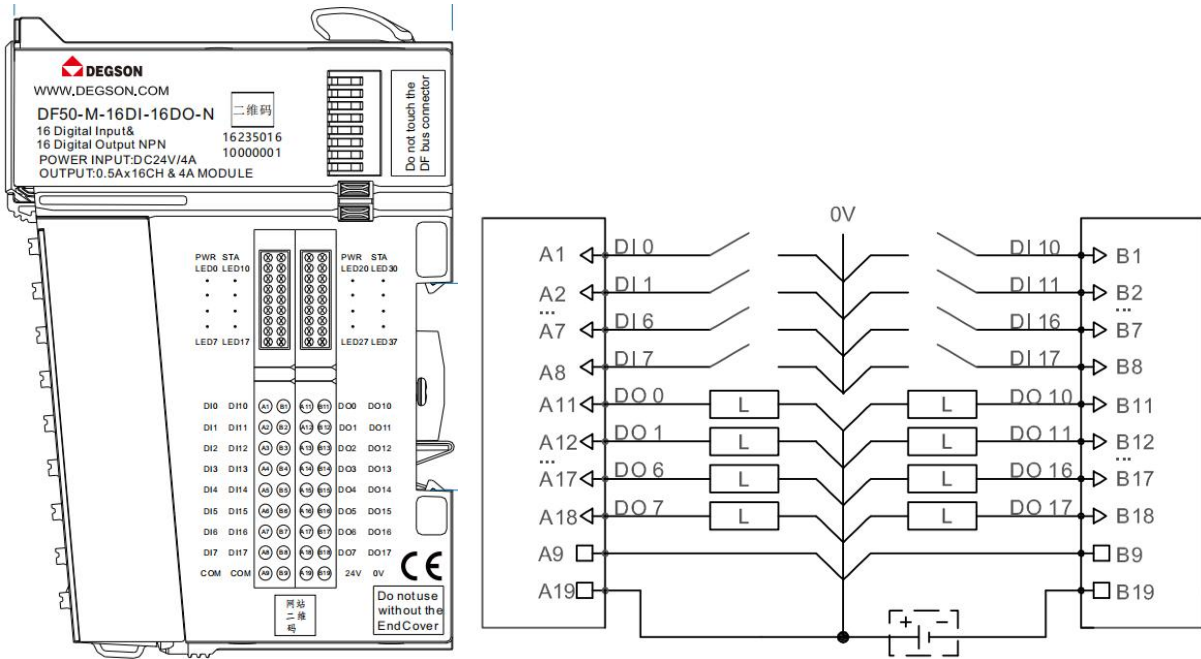 DEGSON
WWW.DEGSON.COM
DF50-M-16DI-16DO-N
16 Digital Input&
16 Digital Output NPN
POWER INPUT:DC24V/4A
OUTPUT:0.5Ax16CH & 4A MODULE
二维码
16235016
10000001
Do not touch the
DF bus connector
PWR STA
LED0 LED10
LED7 LED17
PWR STA
LED20 LED30
LED27 LED37
DI0 DI10 A1 B1 A11 B11 DO0 DO10
DI1 DI11 A2 B2 A12 B12 DO1 DO11
DI2 DI12 A3 B3 A13 B13 DO2 DO12
DI3 DI13 A4 B4 A14 B14 DO3 DO13
DI4 DI14 A5 B5 A15 B15 DO4 DO14
DI5 DI15 A6 B6 A16 B16 DO5 DO15
DI6 DI16 A7 B7 A17 B17 DO6 DO16
DI7 DI17 A8 B8 A18 B18 DO7 DO17
COM COM A9 B9 A19 B19 24V 0V
CE
网站
二维
码
Do notuse
without the
EndCover
0V
A1 DI 0 DI 10 B1
A2 DI 1 DI 11 B2
... ...
A7 DI 6 DI 16 B7
A8 DI 7 DI 17 B8
A11 DO 0 L L DO 10 B11
A12 DO 1 L L DO 11 B12
... ...
A17 DO 6 L L DO 16 B17
A18 DO 7 L L DO 17 B18
A9 B9
A19 B19
+ −